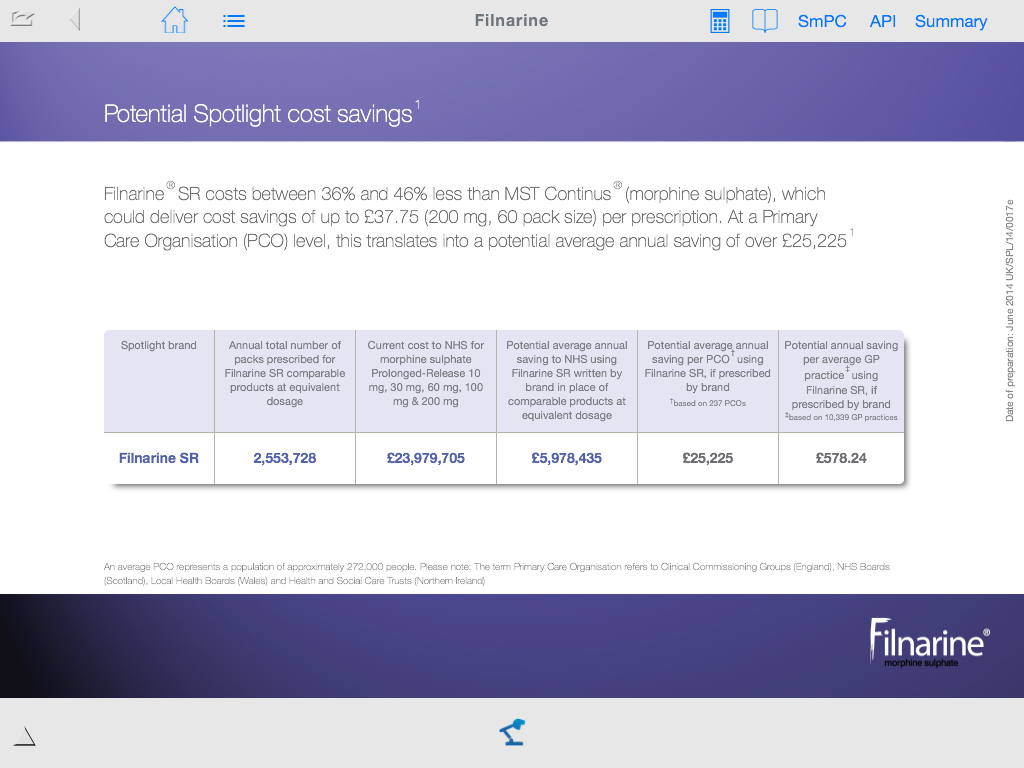 Filnarine
SmPC API Summary
Potential Spotlight cost savings1
Filnarine® SR costs between 36% and 46% less than MST Continus® (morphine sulphate), which
could deliver cost savings of up to £37.75 (200 mg, 60 pack size) per prescription. At a Primary
Care Organisation (PCO) level, this translates into a potential average annual saving of over £25,225 1
Date of preparation: June 2014 UK/SPL/14/0017e
Spotlight brand
Annual total number of
packs prescribed for
Filnarine SR comparable
products at equivalent
dosage
Current cost to NHS for
morphine sulphate
Prolonged-Release 10
mg, 30 mg, 60 mg, 100
mg & 200 mg
Potential average annual
saving to NHS using
Filnarine SR written by
brand in place of
comparable products at
equivalent dosage
Potential average annual
saving per PCO† using
Filnarine SR, if prescribed
by brand
†based on 237 PCOs
Potential annual saving
per average GP
practice‡ using
Filnarine SR, if
prescribed by brand
‡based on 10,339 GP practices
Filnarine SR
2,553,728
£23,979,705
£5,978,435
£25,225
£578.24
An average PCO represents a population of approximately 272,000 people. Please note: The term Primary Care Organisation refers to Clinical Commissioning Groups (England), NHS Boards
(Scotland), Local Health Boards (Wales) and Health and Social Care Trusts (Northern Ireland)
Filnarine®
morphine sulphate